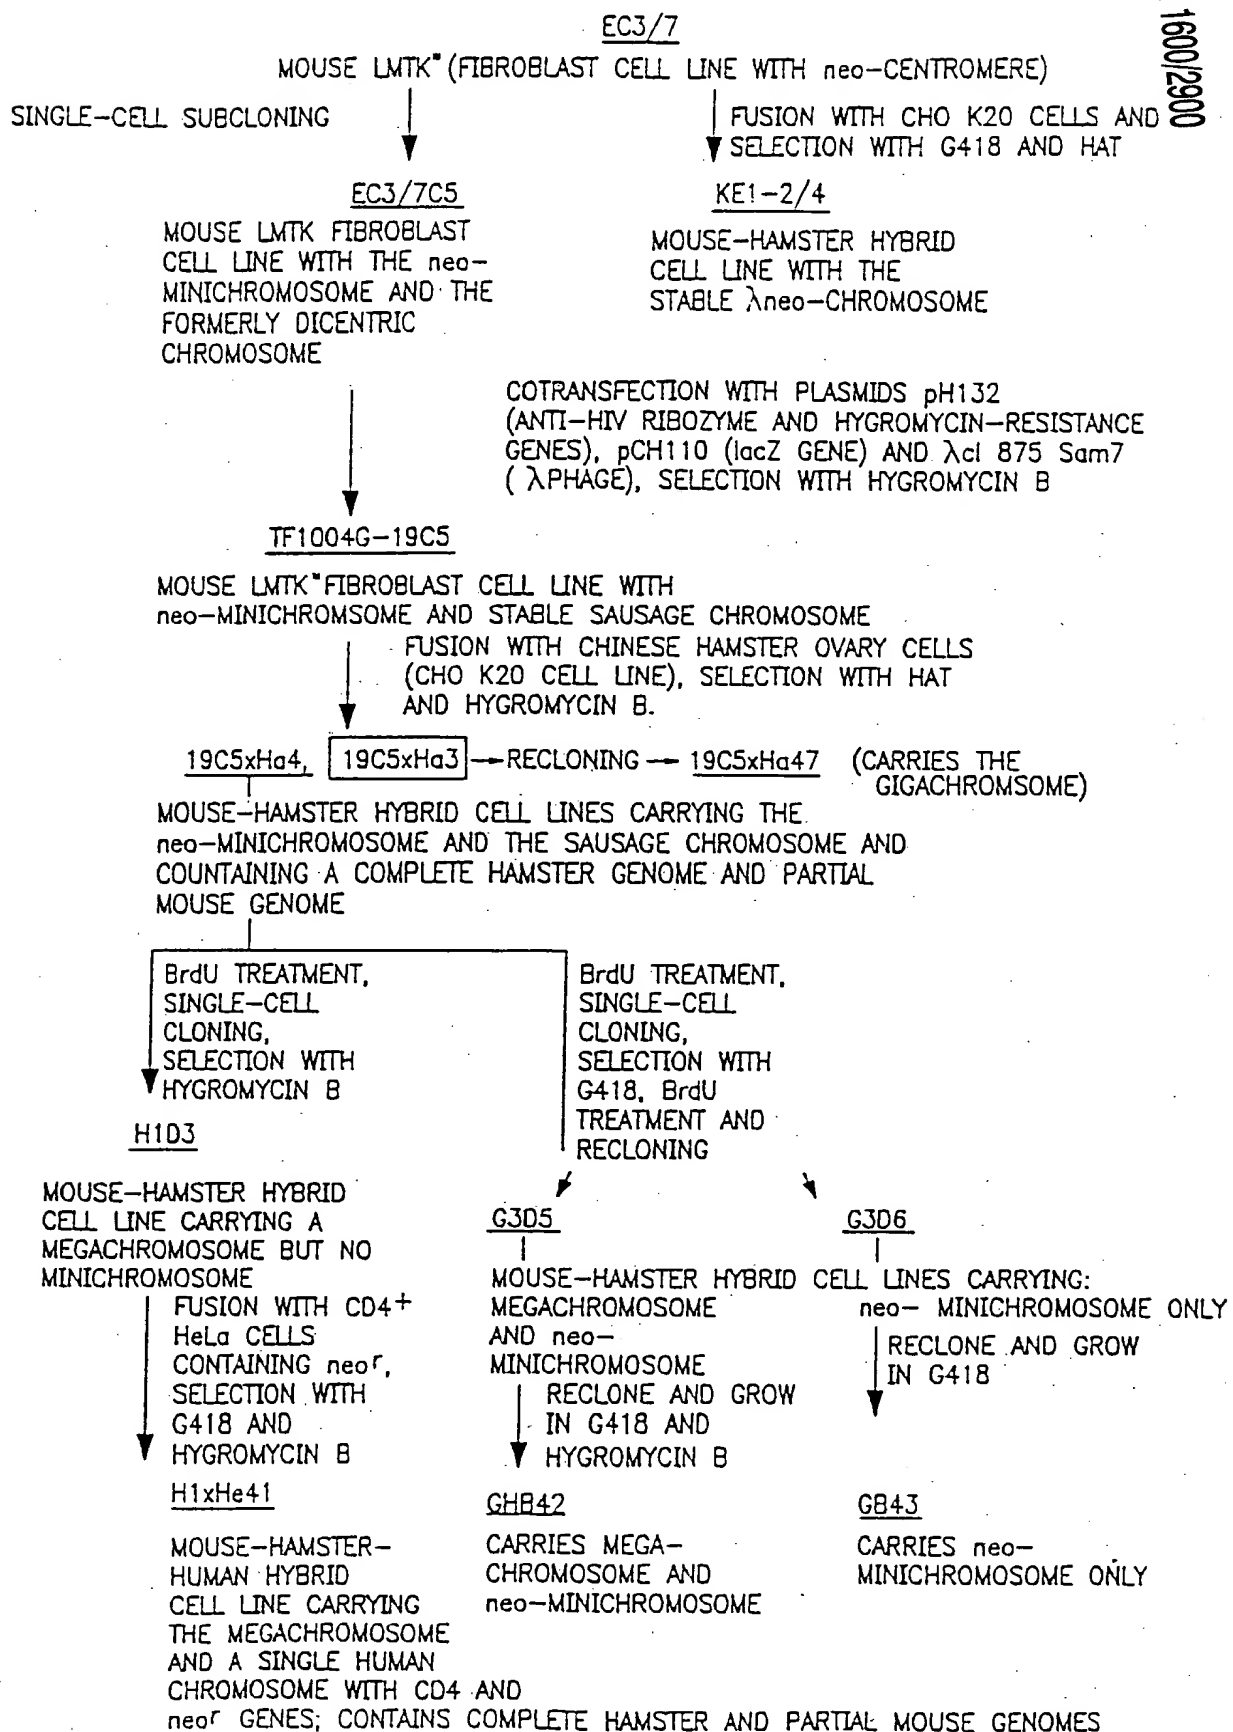 1600/2900
EC3/7
MOUSE LMTK⁻ (FIBROBLAST CELL LINE WITH neo-CENTROMERE)
SINGLE-CELL SUBCLONING
FUSION WITH CHO K20 CELLS AND
SELECTION WITH G418 AND HAT
EC3/7C5
MOUSE LMTK FIBROBLAST
CELL LINE WITH THE neo-
MINICHROMOSOME AND THE
FORMERLY DICENTRIC
CHROMOSOME
KE1-2/4
MOUSE-HAMSTER HYBRID
CELL LINE WITH THE
STABLE λneo-CHROMOSOME
COTRANSFECTION WITH PLASMIDS pH132
(ANTI-HIV RIBOZYME AND HYGROMYCIN-RESISTANCE
GENES), pCH110 (lacZ GENE) AND λcl 875 Sam7
( λPHAGE), SELECTION WITH HYGROMYCIN B
TF1004G-19C5
MOUSE LMTK⁻FIBROBLAST CELL LINE WITH
neo-MINICHROMSOME AND STABLE SAUSAGE CHROMOSOME
FUSION WITH CHINESE HAMSTER OVARY CELLS
(CHO K20 CELL LINE), SELECTION WITH HAT
AND HYGROMYCIN B.
19C5xHa4, 19C5xHa3 RECLONING 19C5xHa47 (CARRIES THE
GIGACHROMSOME)
MOUSE-HAMSTER HYBRID CELL LINES CARRYING THE
neo-MINICHROMOSOME AND THE SAUSAGE CHROMOSOME AND
COUNTAINING A COMPLETE HAMSTER GENOME AND PARTIAL
MOUSE GENOME
BrdU TREATMENT,
SINGLE-CELL
CLONING,
SELECTION WITH
HYGROMYCIN B
BrdU TREATMENT,
SINGLE-CELL
CLONING,
SELECTION WITH
G418, BrdU
TREATMENT AND
RECLONING
H1D3
MOUSE-HAMSTER HYBRID
CELL LINE CARRYING A
MEGACHROMOSOME BUT NO
MINICHROMOSOME
G3D5
G3D6
MOUSE-HAMSTER HYBRID CELL LINES CARRYING:
MEGACHROMOSOME
AND neo-
MINICHROMOSOME
neo- MINICHROMOSOME ONLY
FUSION WITH CD4+
HeLa CELLS
CONTAINING neoʳ,
SELECTION WITH
G418 AND
HYGROMYCIN B
RECLONE AND GROW
IN G418 AND
HYGROMYCIN B
RECLONE AND GROW
IN G418
H1xHe41
MOUSE-HAMSTER-
HUMAN HYBRID
CELL LINE CARRYING
THE MEGACHROMOSOME
AND A SINGLE HUMAN
CHROMOSOME WITH CD4 AND
neoʳ GENES; CONTAINS COMPLETE HAMSTER AND PARTIAL MOUSE GENOMES
GHB42
CARRIES MEGA-
CHROMOSOME AND
neo-MINICHROMOSOME
GB43
CARRIES neo-
MINICHROMOSOME ONLY